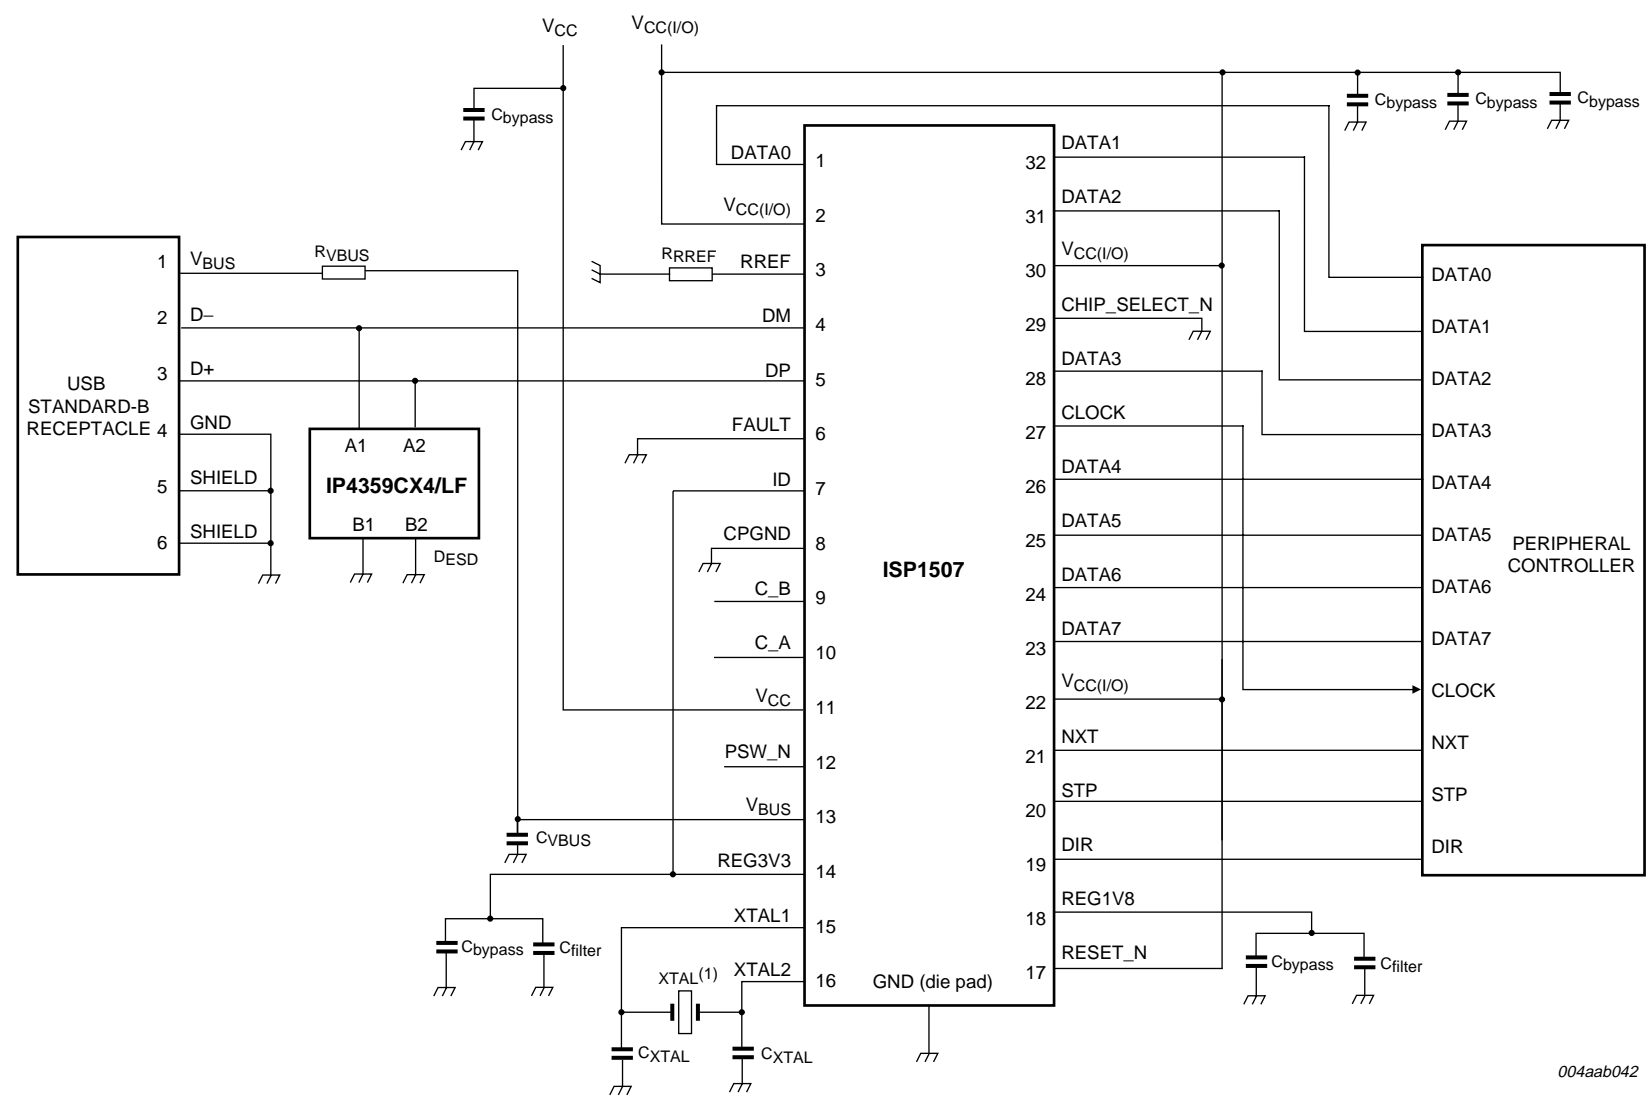 VCC
VCC(I/O)
Cbypass
Cbypass
Cbypass
Cbypass
USB
STANDARD-B
RECEPTACLE
1
VBUS
2
D−
3
D+
4
GND
5
SHIELD
6
SHIELD
RVBUS
A1
A2
IP4359CX4/LF
B1
B2
DESD
RRREF
CVBUS
Cbypass
Cfilter
XTAL(1)
CXTAL
CXTAL
DATA0
1
VCC(I/O)
2
RREF
3
DM
4
DP
5
FAULT
6
ID
7
CPGND
8
C_B
9
C_A
10
VCC
11
PSW_N
12
VBUS
13
REG3V3
14
XTAL1
15
XTAL2
16
ISP1507
GND (die pad)
32
DATA1
31
DATA2
30
VCC(I/O)
29
CHIP_SELECT_N
28
DATA3
27
CLOCK
26
DATA4
25
DATA5
24
DATA6
23
DATA7
22
VCC(I/O)
21
NXT
20
STP
19
DIR
18
REG1V8
17
RESET_N
Cbypass
Cfilter
DATA0
DATA1
DATA2
DATA3
DATA4
DATA5
DATA6
DATA7
CLOCK
NXT
STP
DIR
PERIPHERAL
CONTROLLER
004aab042